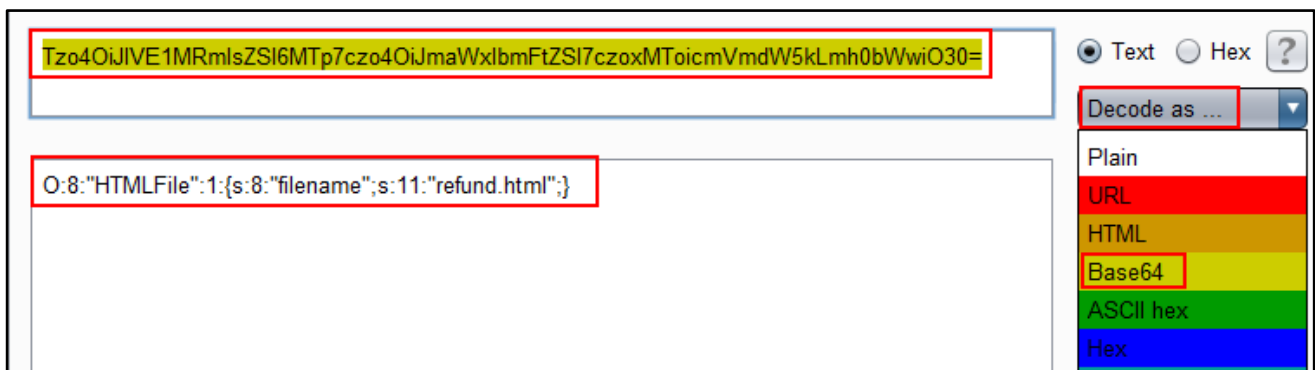 Tzo4OiJIVE1MRmlsZSI6MTp7czo4OiJmaWxlbmFtZSI7czoxMToicmVmdW5kLmh0bWwiO30=
Text Hex ?
Decode as ...
O:8:"HTMLFile":1:{s:8:"filename";s:11:"refund.html";}
Plain
URL
HTML
Base64
ASCII hex
Hex